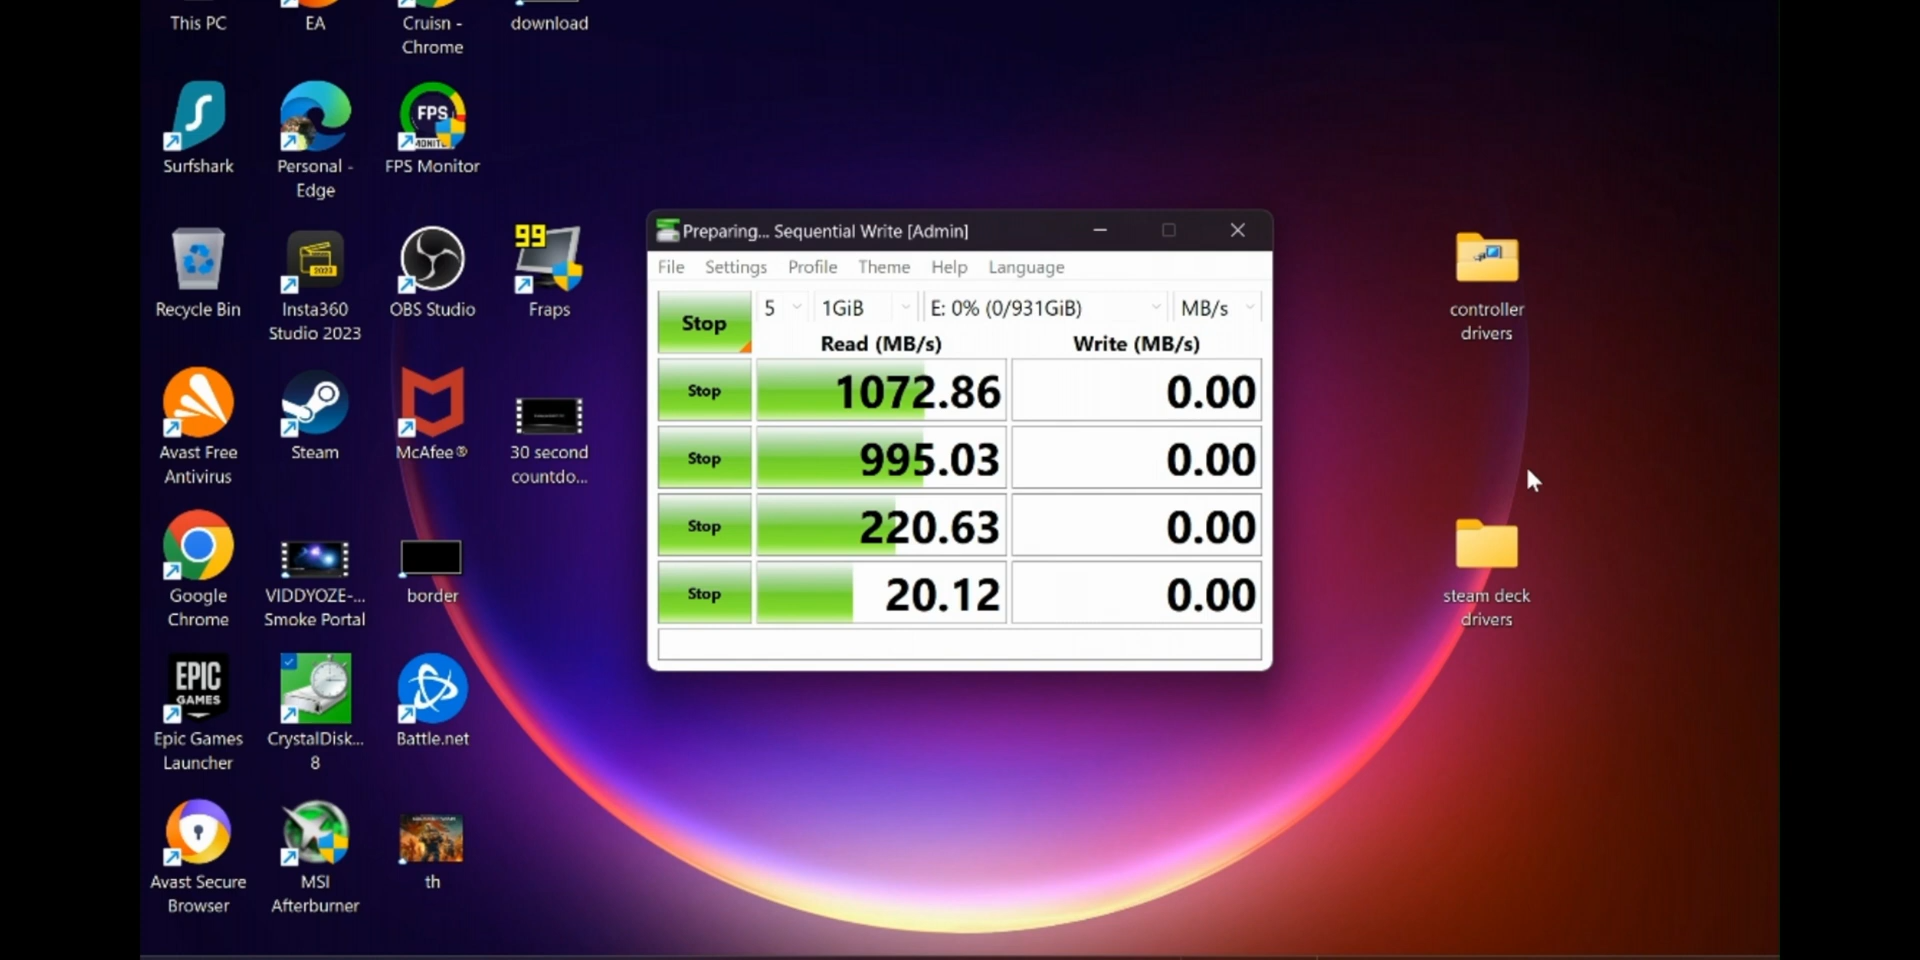 This PC
EA
Cruisn -
Chrome
download
FPS
MONIT
Surfshark
Personal -
Edge
FPS Monitor
2023
99
Recycle Bin
Insta360
Studio 2023
OBS Studio
Fraps
Avast Free
Antivirus
Steam
McAfee®
30 second
countdo...
Google
Chrome
VIDDYOZE-...
Smoke Portal
border
EPIC
GAMES
Epic Games
Launcher
CrystalDisk...
8
Battle.net
Avast Secure
Browser
MSI
Afterburner
th
Preparing... Sequential Write [Admin]
File Settings Profile Theme Help Language
Stop 5 1GiB E: 0% (0/931GiB) MB/s
Read (MB/s) Write (MB/s)
Stop 1072.86 0.00
Stop 995.03 0.00
Stop 220.63 0.00
Stop 20.12 0.00
controller
drivers
steam deck
drivers